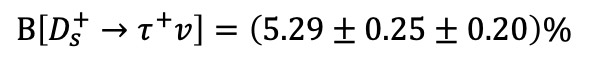 B[D_s^+ → τ^+ v] = (5.29 ± 0.25 ± 0.20)%